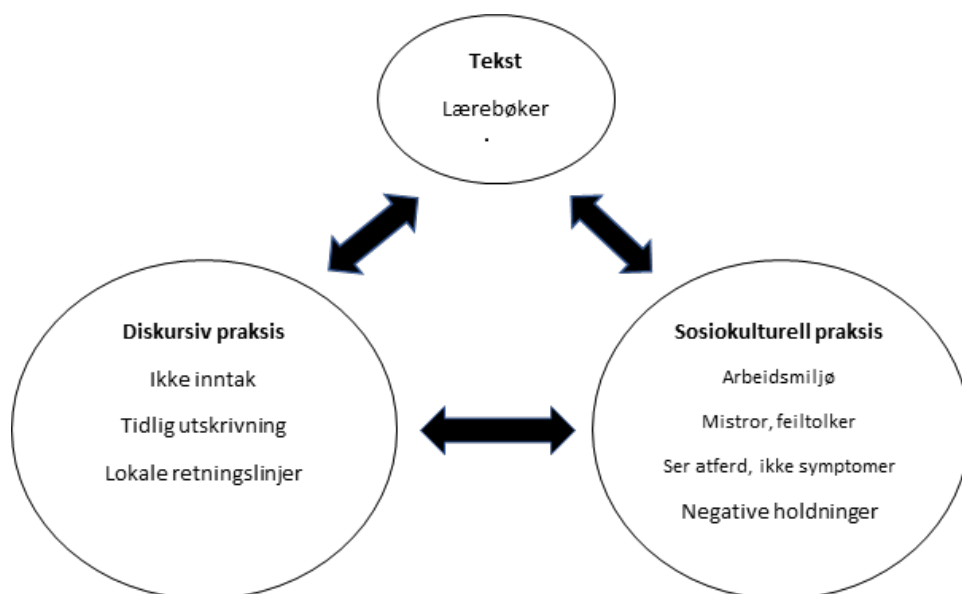 Tekst
Lærebøker
.
Diskursiv praksis
Ikke inntak
Tidlig utskrivning
Lokale retningslinjer
Sosiokulturell praksis
Arbeidsmiljø
Mistror, feiltolker
Ser atferd, ikke symptomer
Negative holdninger